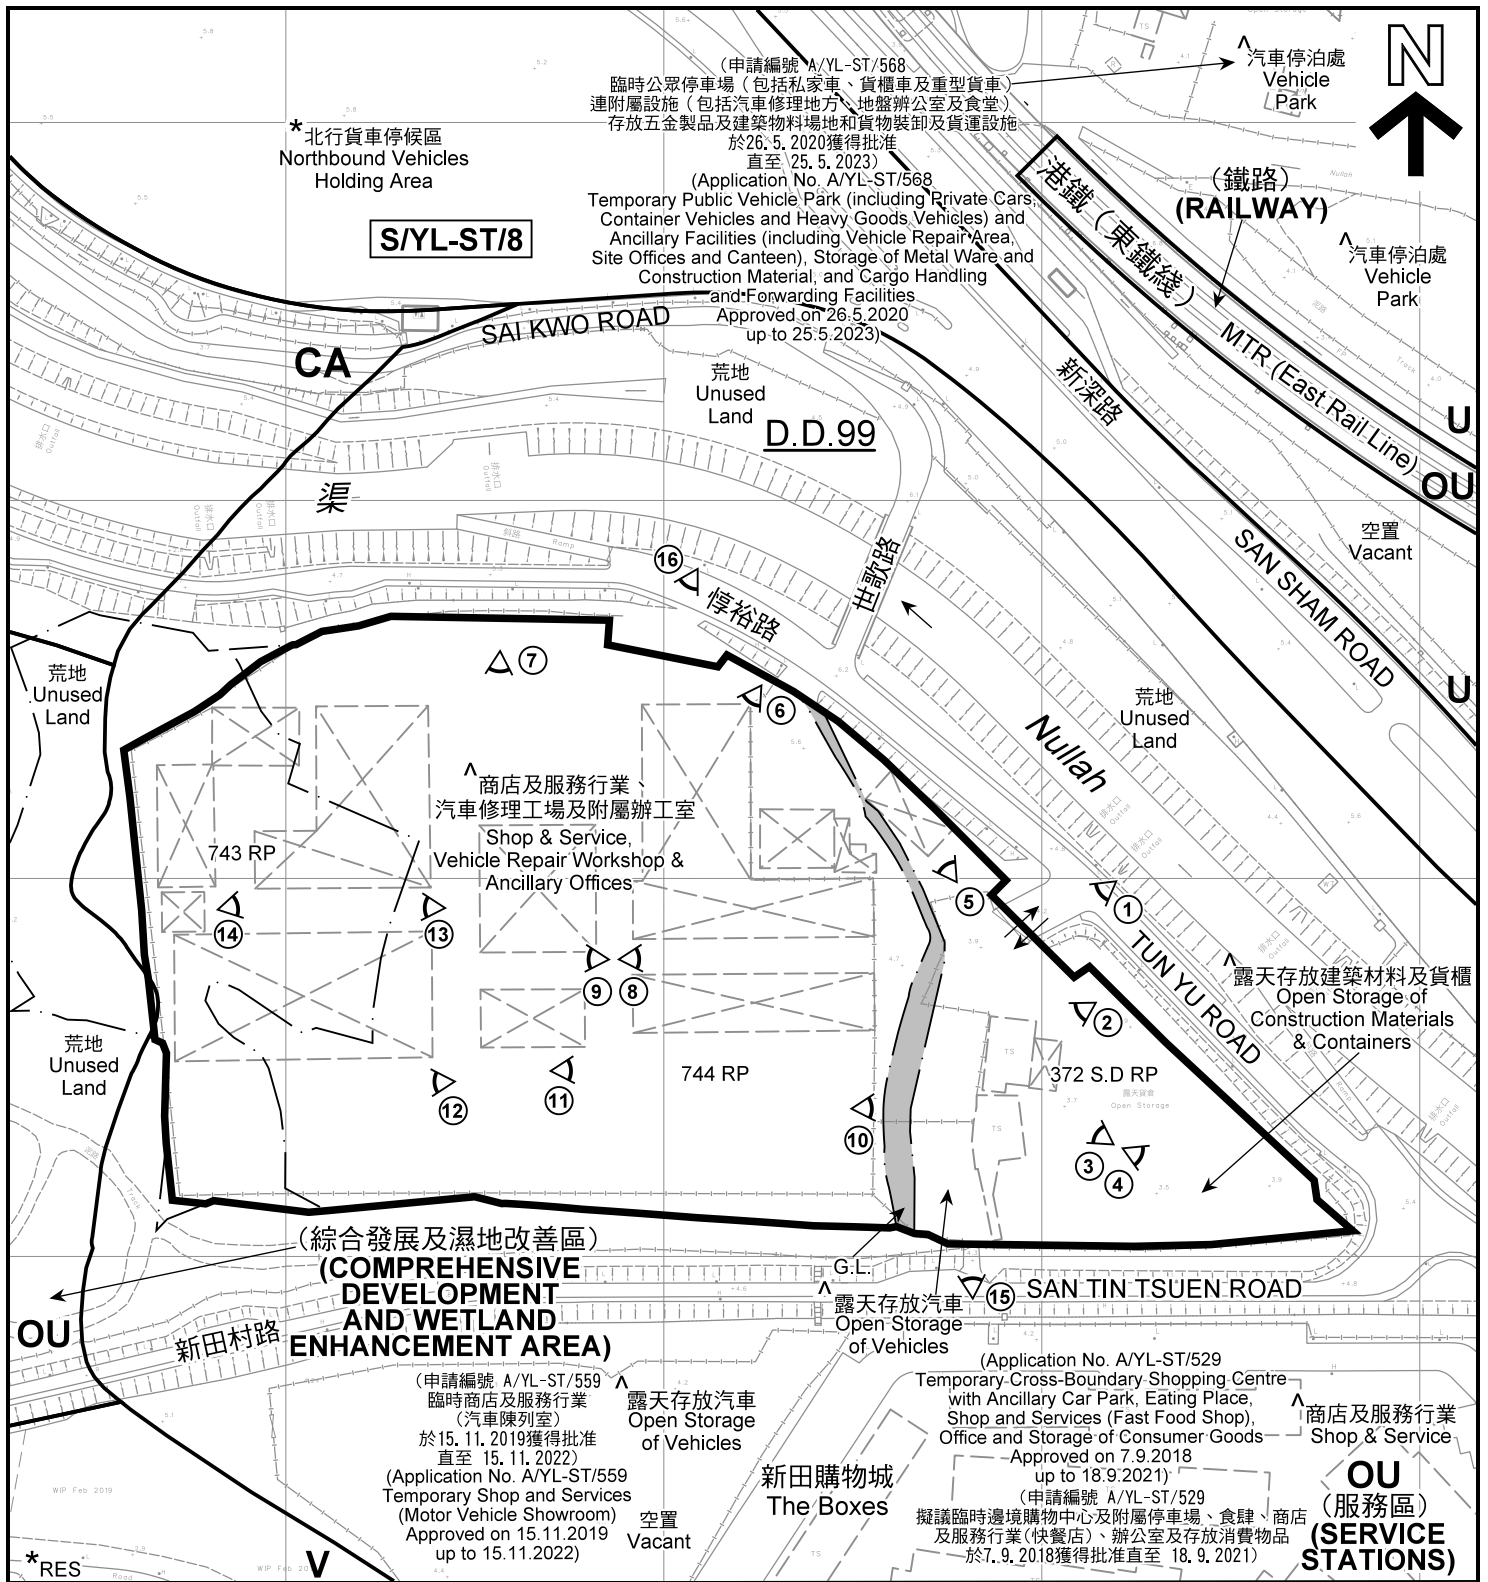 N
^
汽車停泊處
Vehicle
Park
(申請編號 A/YL-ST/568
臨時公眾停車場(包括私家車、貨櫃車及重型貨車)
連附屬設施(包括汽車修理地方、地盤辦公室及食堂)
存放五金製品及建築物料場地和貨物裝卸及貨運設施
於26.5.2020獲得批准
直至 25.5.2023)
(Application No. A/YL-ST/568
Temporary Public Vehicle Park (including Private Cars,
Container Vehicles and Heavy Goods Vehicles) and
Ancillary Facilities (including Vehicle Repair Area,
Site Offices and Canteen), Storage of Metal Ware and
Construction Material, and Cargo Handling
and Forwarding Facilities
Approved on 26.5.2020
up to 25.5.2023)
*北行貨車停候區
Northbound Vehicles
Holding Area
S/YL-ST/8
(鐵路)
(RAILWAY)
港鐵(東鐵綫)
MTR (East Rail Line)
^
汽車停泊處
Vehicle
Park
SAI KWO ROAD
CA
荒地
Unused
Land
D.D.99
新深路
SAN SHAM ROAD
U
OU
空置
Vacant
渠
16
惇裕路
世歌路
U
荒地
Unused
Land
7
6
荒地
Unused
Land
Nullah
^
商店及服務行業、
汽車修理工場及附屬辦工室
Shop & Service,
Vehicle Repair Workshop &
Ancillary Offices
743 RP
14
13
5
1
TUN YU ROAD
9
8
2
^
露天存放建築材料及貨櫃
Open Storage of
Construction Materials
& Containers
荒地
Unused
Land
744 RP
372 S.D RP
露天貨倉
Open Storage
12
11
10
3
4
(綜合發展及濕地改善區)
(COMPREHENSIVE
DEVELOPMENT
AND WETLAND
ENHANCEMENT AREA)
OU
新田村路
G.L.
^
露天存放汽車
Open Storage
of Vehicles
15
SAN TIN TSUEN ROAD
(申請編號 A/YL-ST/559
臨時商店及服務行業
(汽車陳列室)
於15.11.2019獲得批准
直至 15.11.2022)
(Application No. A/YL-ST/559
Temporary Shop and Services
(Motor Vehicle Showroom)
Approved on 15.11.2019
up to 15.11.2022)
^
露天存放汽車
Open Storage
of Vehicles
(Application No. A/YL-ST/529
Temporary Cross-Boundary Shopping Centre
with Ancillary Car Park, Eating Place,
Shop and Services (Fast Food Shop),
Office and Storage of Consumer Goods
Approved on 7.9.2018
up to 18.9.2021)
(申請編號 A/YL-ST/529
擬議臨時邊境購物中心及附屬停車場、食肆、商店
及服務行業(快餐店)、辦公室及存放消費物品
於7.9.2018獲得批准直至 18.9.2021)
^
商店及服務行業
Shop & Service
OU
(服務區)
(SERVICE
STATIONS)
新田購物城
The Boxes
空置
Vacant
WIP Feb 2019
*RES
V